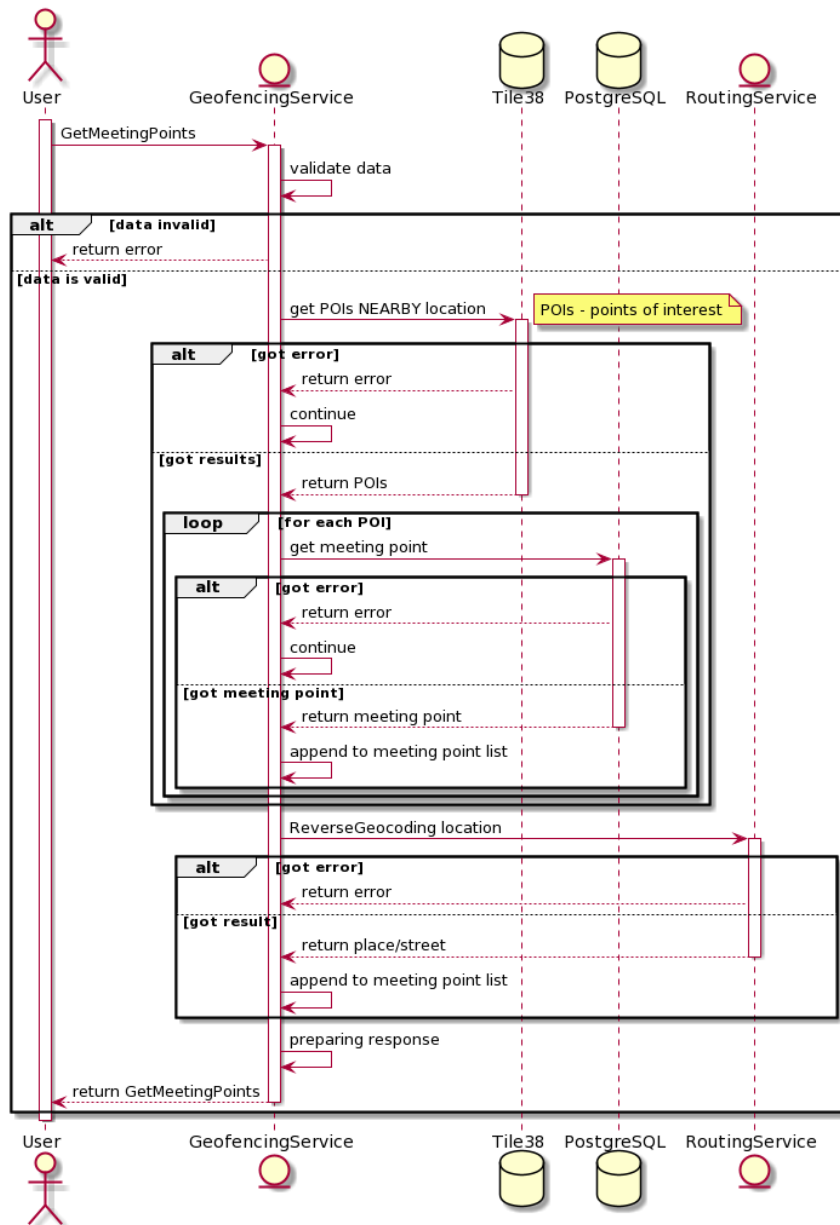 User
GeofencingService
Tile38
PostgreSQL
RoutingService
GetMeetingPoints
validate data
alt
[data invalid]
return error
[data is valid]
get POIs NEARBY location
POIs - points of interest
alt
[got error]
return error
continue
[got results]
return POIs
loop
[for each POI]
get meeting point
alt
[got error]
return error
continue
[got meeting point]
return meeting point
append to meeting point list
ReverseGeocoding location
alt
[got error]
return error
[got result]
return place/street
append to meeting point list
preparing response
return GetMeetingPoints
User
GeofencingService
Tile38
PostgreSQL
RoutingService